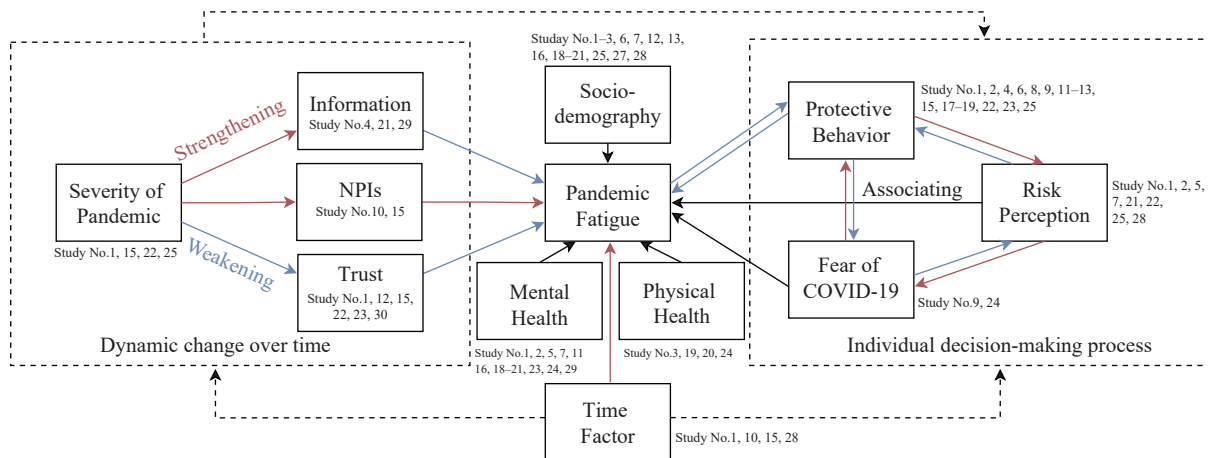 Studay No.1–3, 6, 7, 12, 13,
16, 18–21, 25, 27, 28
Socio-
demography
Strengthening
Information
Study No.4, 21, 29
Severity of
Pandemic
Study No.1, 15, 22, 25
NPIs
Study No.10, 15
Weakening
Trust
Study No.1, 12, 15,
22, 23, 30
Dynamic change over time
Pandemic
Fatigue
Mental
Health
Study No.1, 2, 5, 7, 11
16, 18–21, 23, 24, 29
Physical
Health
Study No.3, 19, 20, 24
Time
Factor
Study No.1, 10, 15, 28
Protective
Behavior
Study No.1, 2, 4, 6, 8, 9, 11–13,
15, 17–19, 22, 23, 25
Associating
Risk
Perception
Study No.1, 2, 5,
7, 21, 22,
25, 28
Fear of
COVID-19
Study No.9, 24
Individual decision-making process